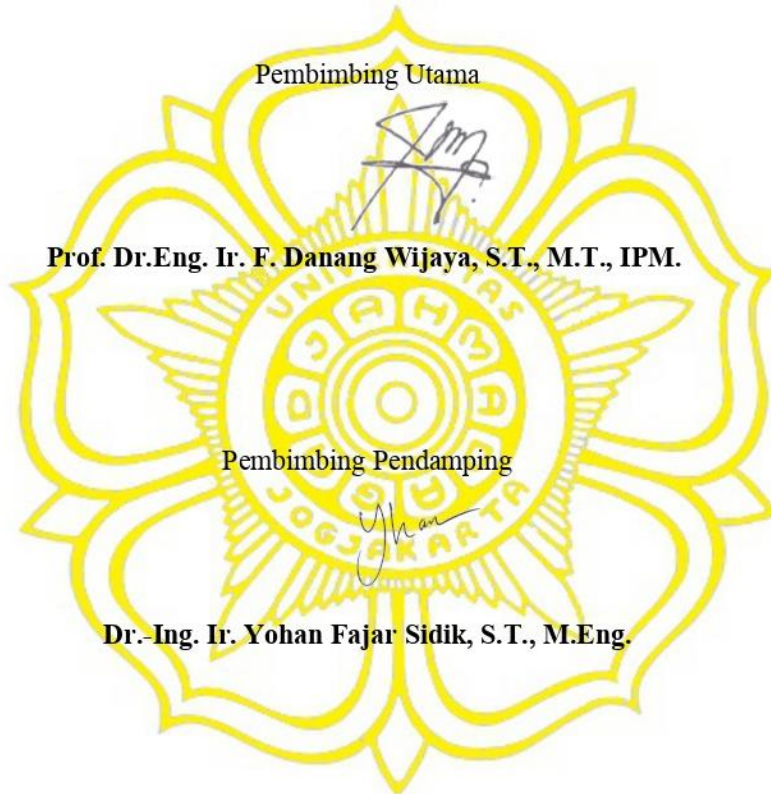 Pembimbing Utama
Prof. Dr.Eng. Ir. F. Danang Wijaya, S.T., M.T., IPM.
UNIVERSITAS
GADJAH MADA
Pembimbing Pendamping
JOGJAKARTA
Yhan
Dr.-Ing. Ir. Yohan Fajar Sidik, S.T., M.Eng.